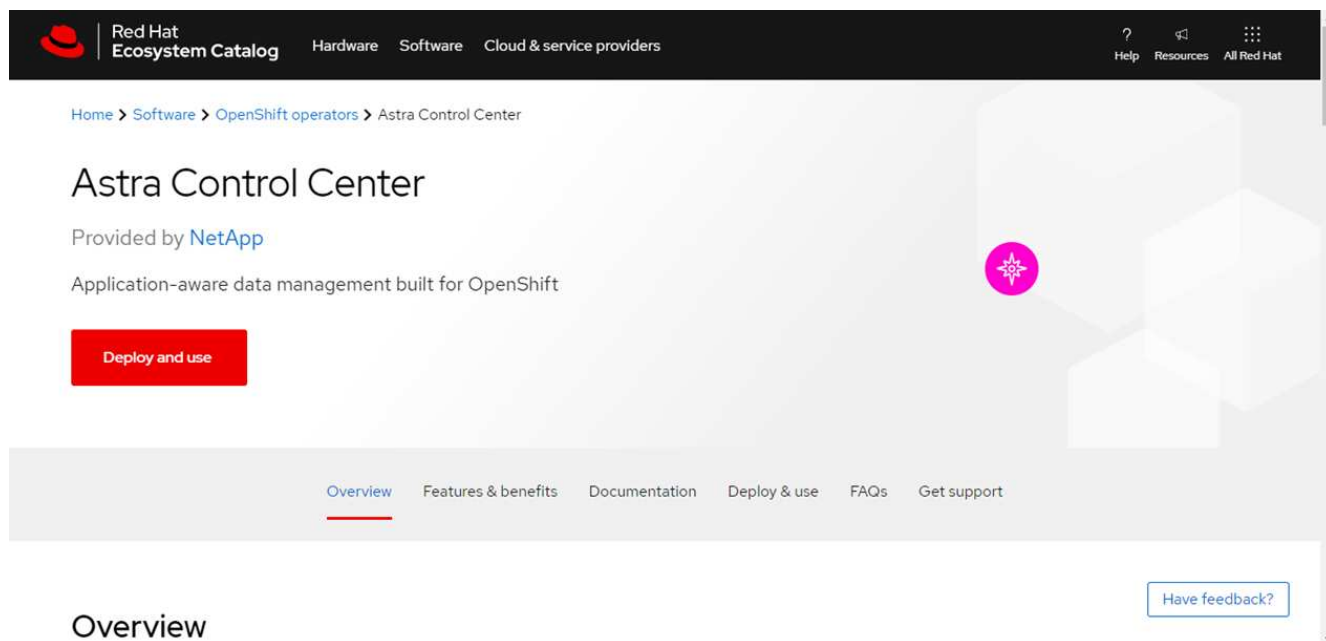 Red Hat
Ecosystem Catalog
Hardware Software Cloud & service providers
?
Help Resources All Red Hat
Home > Software > OpenShift operators > Astra Control Center
Astra Control Center
Provided by NetApp
Application-aware data management built for OpenShift
Deploy and use
Overview Features & benefits Documentation Deploy & use FAQs Get support
Have feedback?
Overview